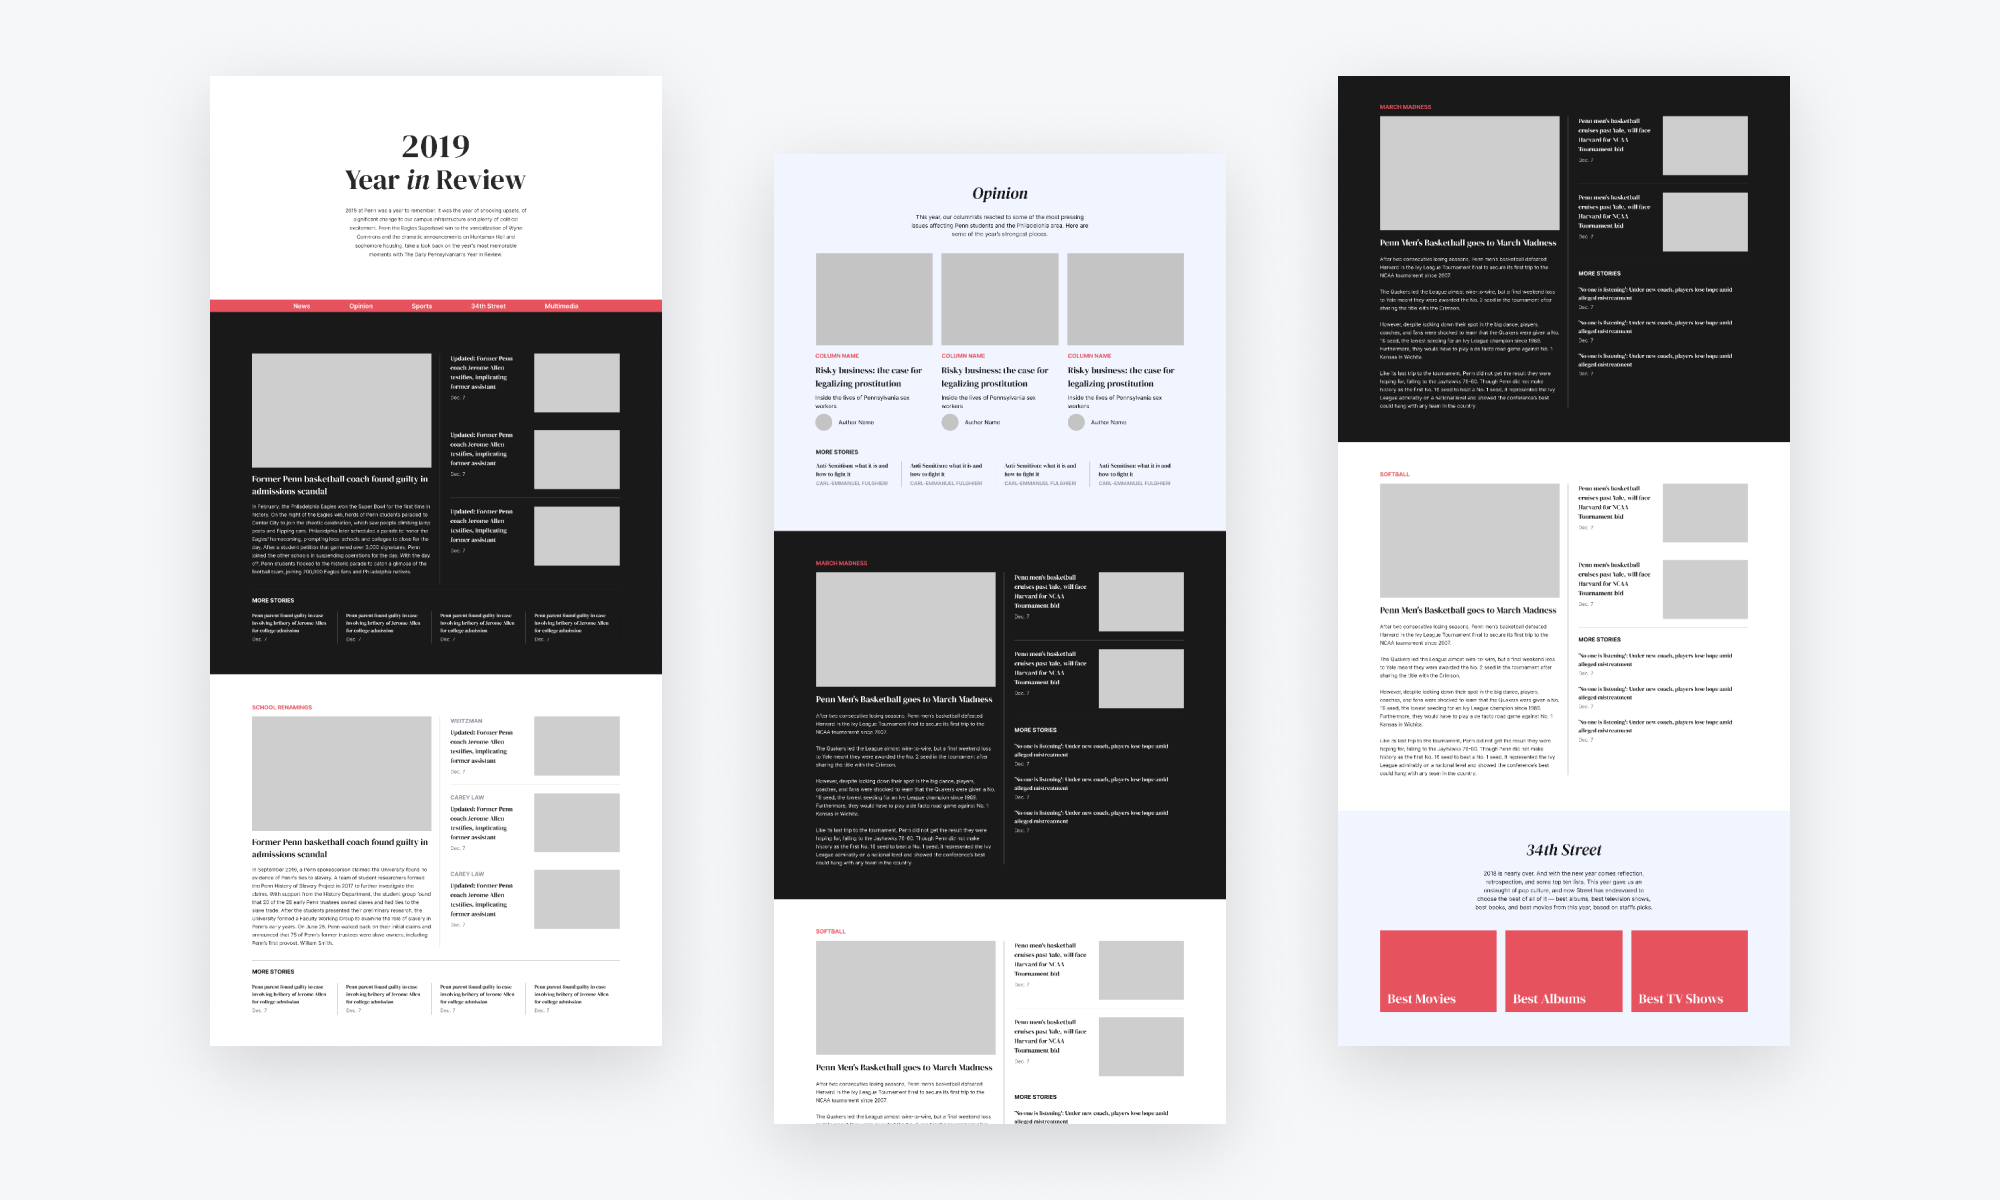 2019
Year in Review
2019 at Penn was a year to remember. It was the year of shocking upsets, of
significant change to our campus infrastructure and plenty of political
excitement. From the Eagles Superbowl win to the vandalization of Wyne
Commons and the dramatic announcements on Huntsman Hall and
sophomore housing, take a look back on the year's most memorable
moments with The Daily Pennsylvanian's Year In Review
News Opinion Sports 34th Street Multimedia
Former Penn basketball coach found guilty in
admissions scandal
In February, the Philadelphia Eagles won the Super Bowl for the first time in
history. On the night of the Eagles win, herds of Penn students paraded to
Center City to join the chaotic celebration, which saw people climbing lamp
posts and flipping cars. Philadelphia later scheduled a parade to honor the
Eagles' homecoming, prompting local schools and colleges to close for the
day. After a student petition that garnered over 3,000 signatures, Penn
joined the other schools in suspending operations for the day. With the day
off, Penn students flocked to the historic parade to catch a glimpse of the
football team, joining 700,000 Eagles fans and Philadelphia natives.
Updated: Former Penn
coach Jerome Allen
testifies, implicating
former assistant
Dec. 7
Updated: Former Penn
coach Jerome Allen
testifies, implicating
former assistant
Dec. 7
Updated: Former Penn
coach Jerome Allen
testifies, implicating
former assistant
Dec. 7
MORE STORIES
Penn parent found guilty in case
involving bribery of Jerome Allen
for college admission
Dec. 7
Penn parent found guilty in case
involving bribery of Jerome Allen
for college admission
Dec. 7
Penn parent found guilty in case
involving bribery of Jerome Allen
for college admission
Dec. 7
Penn parent found guilty in case
involving bribery of Jerome Allen
for college admission
Dec. 7
SCHOOL RENAMINGS
Former Penn basketball coach found guilty in
admissions scandal
In September 2019, a Penn spokesperson claimed the University found no
evidence of Penn's ties to slavery. A team of student researchers formed
the Penn History of Slavery Project in 2017 to further investigate the
claims. With support from the History Department, the student group found
that 20 of the 28 early Penn trustees owned slaves and had ties to the
slave trade. After the students presented their preliminary research, the
University formed a Faculty Working Group to examine the role of slavery in
Penn's early years. On June 28, Penn walked back on their initial claims and
announced that 75 of Penn's former trustees were slave owners, including
Penn's first provost, William Smith.
WEITZMAN
Updated: Former Penn
coach Jerome Allen
testifies, implicating
former assistant
Dec. 7
CAREY LAW
Updated: Former Penn
coach Jerome Allen
testifies, implicating
former assistant
Dec. 7
CAREY LAW
Updated: Former Penn
coach Jerome Allen
testifies, implicating
former assistant
Dec. 7
MORE STORIES
Penn parent found guilty in case
involving bribery of Jerome Allen
for college admission
Dec. 7
Penn parent found guilty in case
involving bribery of Jerome Allen
for college admission
Dec. 7
Penn parent found guilty in case
involving bribery of Jerome Allen
for college admission
Dec. 7
Penn parent found guilty in case
involving bribery of Jerome Allen
for college admission
Dec. 7
Opinion
This year, our columnists reacted to some of the most pressing
issues affecting Penn students and the Philadelphia area. Here are
some of the year's strongest pieces.
COLUMN NAME
Risky business: the case for
legalizing prostitution
Inside the lives of Pennsylvania sex
workers
Author Name
COLUMN NAME
Risky business: the case for
legalizing prostitution
Inside the lives of Pennsylvania sex
workers
Author Name
COLUMN NAME
Risky business: the case for
legalizing prostitution
Inside the lives of Pennsylvania sex
workers
Author Name
MORE STORIES
Anti-Semitism: what it is and
how to fight it
CARL-EMMANUEL FULGHIERI
Anti-Semitism: what it is and
how to fight it
CARL-EMMANUEL FULGHIERI
Anti-Semitism: what it is and
how to fight it
CARL-EMMANUEL FULGHIERI
Anti-Semitism: what it is and
how to fight it
CARL-EMMANUEL FULGHIERI
MARCH MADNESS
Penn Men's Basketball goes to March Madness
After two consecutive losing seasons, Penn men's basketball defeated
Harvard in the Ivy League Tournament final to secure its first trip to the
NCAA tournament since 2007.
The Quakers led the League almost wire-to-wire, but a final weekend loss
to Yale meant they were awarded the No. 2 seed in the tournament after
sharing the title with the Crimson.
However, despite locking down their spot in the big dance, players,
coaches, and fans were shocked to learn that the Quakers were given a No.
16 seed, the lowest seeding for an Ivy League champion since 1989.
Furthermore, they would have to play a de facto road game against No. 1
Kansas in Wichita.
Like its last trip to the tournament, Penn did not get the result they were
hoping for, falling to the Jayhawks 76-60. Though Penn did not make
history as the first No. 16 seed to beat a No. 1 seed, it represented the Ivy
League admirably on a national level and showed the conference's best
could hang with any team in the country.
Penn men's basketball
cruises past Yale, will face
Harvard for NCAA
Tournament bid
Dec. 7
Penn men's basketball
cruises past Yale, will face
Harvard for NCAA
Tournament bid
Dec. 7
MORE STORIES
'No one is listening': Under new coach, players lose hope amid
alleged mistreatment
Dec. 7
'No one is listening': Under new coach, players lose hope amid
alleged mistreatment
Dec. 7
'No one is listening': Under new coach, players lose hope amid
alleged mistreatment
Dec. 7
SOFTBALL
Penn Men's Basketball goes to March Madness
After two consecutive losing seasons, Penn men's basketball defeated
Harvard in the Ivy League Tournament final to secure its first trip to the
NCAA tournament since 2007.
The Quakers led the League almost wire-to-wire, but a final weekend loss
Penn men's basketball
cruises past Yale, will face
Harvard for NCAA
Tournament bid
Dec. 7
Penn men's basketball
cruises past Yale, will face
Harvard for NCAA
Tournament bid
Dec. 7
MORE STORIES
'No one is listening': Under new coach, players lose hope amid
alleged mistreatment
MARCH MADNESS
Penn Men's Basketball goes to March Madness
After two consecutive losing seasons, Penn men's basketball defeated
Harvard in the Ivy League Tournament final to secure its first trip to the
NCAA tournament since 2007.
The Quakers led the League almost wire-to-wire, but a final weekend loss
to Yale meant they were awarded the No. 2 seed in the tournament after
sharing the title with the Crimson.
However, despite locking down their spot in the big dance, players,
coaches, and fans were shocked to learn that the Quakers were given a No.
16 seed, the lowest seeding for an Ivy League champion since 1989.
Furthermore, they would have to play a de facto road game against No. 1
Kansas in Wichita.
Like its last trip to the tournament, Penn did not get the result they were
hoping for, falling to the Jayhawks 76-60. Though Penn did not make
history as the first No. 16 seed to beat a No. 1 seed, it represented the Ivy
League admirably on a national level and showed the conference's best
could hang with any team in the country.
Penn men's basketball
cruises past Yale, will face
Harvard for NCAA
Tournament bid
Dec. 7
Penn men's basketball
cruises past Yale, will face
Harvard for NCAA
Tournament bid
Dec. 7
MORE STORIES
'No one is listening': Under new coach, players lose hope amid
alleged mistreatment
Dec. 7
'No one is listening': Under new coach, players lose hope amid
alleged mistreatment
Dec. 7
'No one is listening': Under new coach, players lose hope amid
alleged mistreatment
Dec. 7
SOFTBALL
Penn Men's Basketball goes to March Madness
After two consecutive losing seasons, Penn men's basketball defeated
Harvard in the Ivy League Tournament final to secure its first trip to the
NCAA tournament since 2007.
The Quakers led the League almost wire-to-wire, but a final weekend loss
to Yale meant they were awarded the No. 2 seed in the tournament after
sharing the title with the Crimson.
However, despite locking down their spot in the big dance, players,
coaches, and fans were shocked to learn that the Quakers were given a No.
16 seed, the lowest seeding for an Ivy League champion since 1989.
Furthermore, they would have to play a de facto road game against No. 1
Kansas in Wichita.
Like its last trip to the tournament, Penn did not get the result they were
hoping for, falling to the Jayhawks 76-60. Though Penn did not make
history as the first No. 16 seed to beat a No. 1 seed, it represented the Ivy
League admirably on a national level and showed the conference's best
could hang with any team in the country.
Penn men's basketball
cruises past Yale, will face
Harvard for NCAA
Tournament bid
Dec. 7
Penn men's basketball
cruises past Yale, will face
Harvard for NCAA
Tournament bid
Dec. 7
MORE STORIES
'No one is listening': Under new coach, players lose hope amid
alleged mistreatment
Dec. 7
'No one is listening': Under new coach, players lose hope amid
alleged mistreatment
Dec. 7
'No one is listening': Under new coach, players lose hope amid
alleged mistreatment
Dec. 7
34th Street
2018 is nearly over. And with the new year comes reflection,
retrospection, and some top ten lists. This year gave us an
onslaught of pop culture, and now Street has endeavored to
choose the best of all of it — best albums, best television shows,
best books, and best movies from this year, based on staff's picks.
Best Movies
Best Albums
Best TV Shows